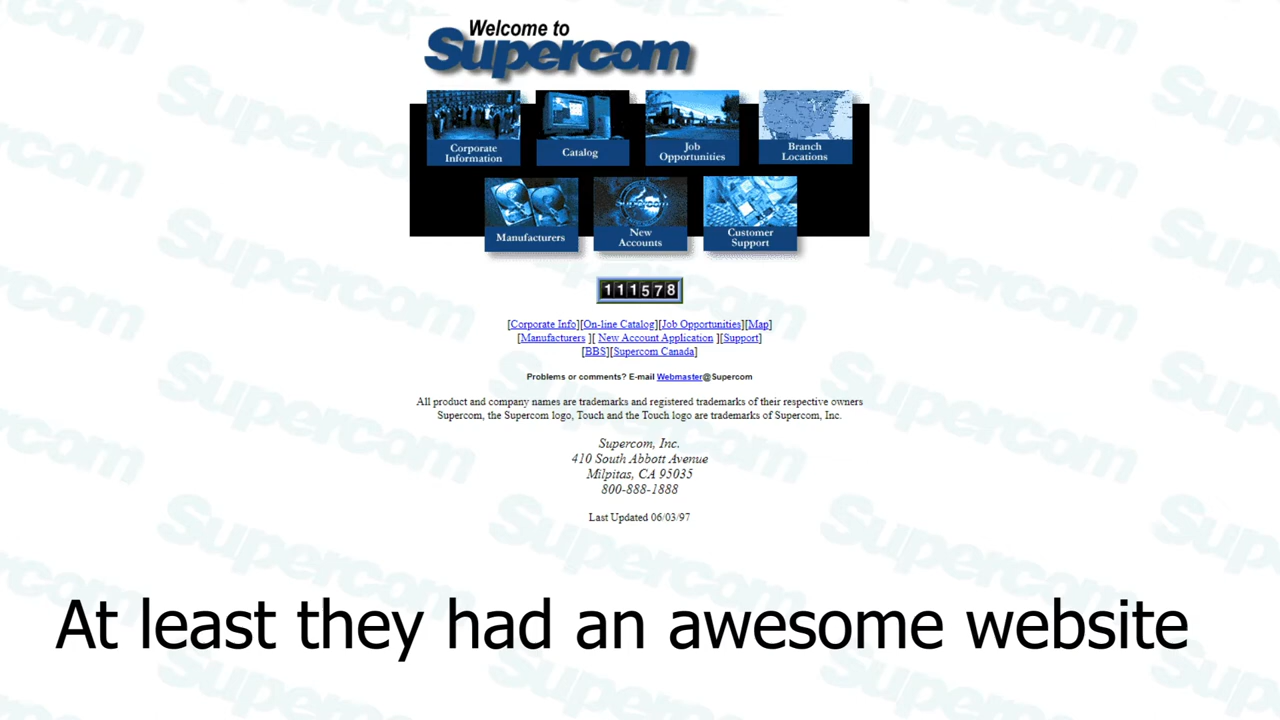 Welcome to
Supercom
Corporate
Information
Catalog
Job
Opportunities
Branch
Locations
Manufacturers
New
Accounts
Customer
Support
111578
[Corporate Info][On-line Catalog][Job Opportunities][Map]
[Manufacturers ][ New Account Application ][Support]
[BBS][Supercom Canada]
Problems or comments? E-mail Webmaster@Supercom
All product and company names are trademarks and registered trademarks of their respective owners
Supercom, the Supercom logo, Touch and the Touch logo are trademarks of Supercom, Inc.
Supercom, Inc.
410 South Abbott Avenue
Milpitas, CA 95035
800-888-1888
Last Updated 06/03/97
At least they had an awesome website